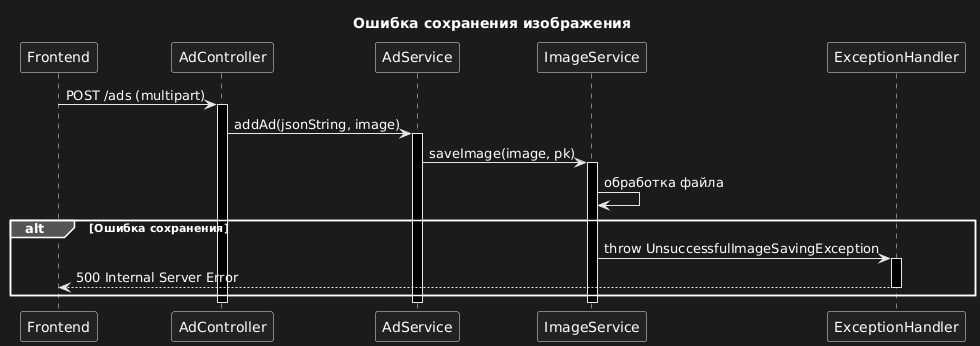 Ошибка сохранения изображения
Frontend
AdController
AdService
ImageService
ExceptionHandler
POST /ads (multipart)
addAd(jsonString, image)
saveImage(image, pk)
обработка файла
alt
[Ошибка сохранения]
throw UnsuccessfulImageSavingException
500 Internal Server Error
Frontend
AdController
AdService
ImageService
ExceptionHandler